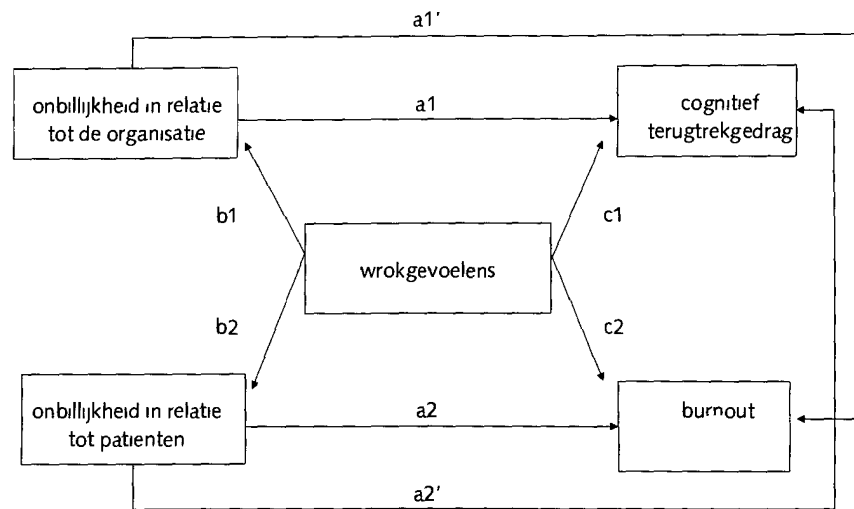 a1'
onbillijkheid in relatie
tot de organisatie
a1
cognitief
terugtrekgedrag
b1
c1
wrokgevoelens
b2
c2
onbillijkheid in relatie
tot patienten
a2
burnout
a2'